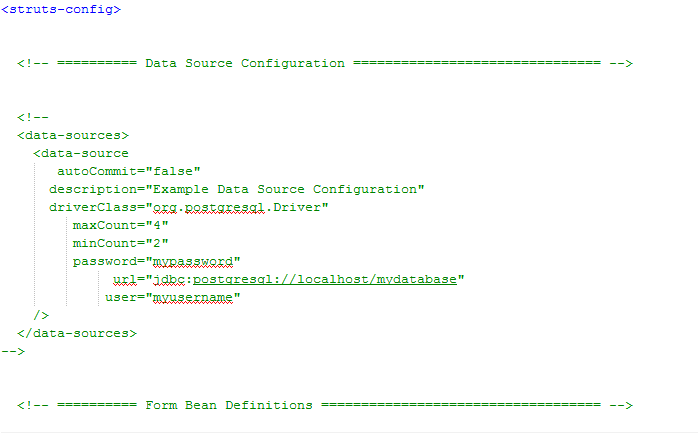 <struts-config>
<!-- ========== Data Source Configuration =============================== -->
<!--
<data-sources>
<data-source
autoCommit="false"
description="Example Data Source Configuration"
driverClass="org.postgresql.Driver"
maxCount="4"
minCount="2"
password="mypassword"
url="jdbc:postgresql://localhost/mydatabase"
user="myusername"
/>
</data-sources>
-->
<!-- ========== Form Bean Definitions =================================== -->